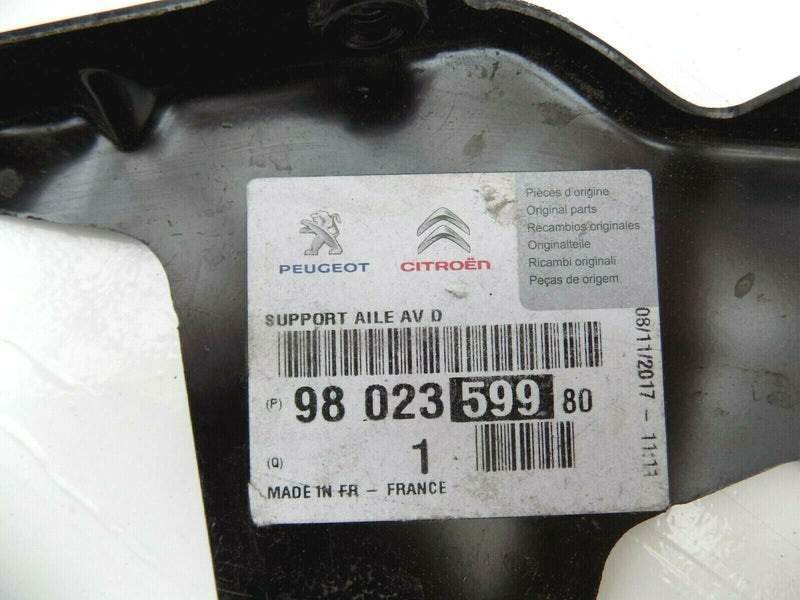 PEUGEOT
CITROËN
Pièces d'origine
Original parts
Recambios originales
Originalteile
Ricambi originali
Peças de origem
SUPPORT AILE AV D
(P) 98 023 599 80
(Q) 1
MADE IN FR - FRANCE
08/11/2017 - 11:11